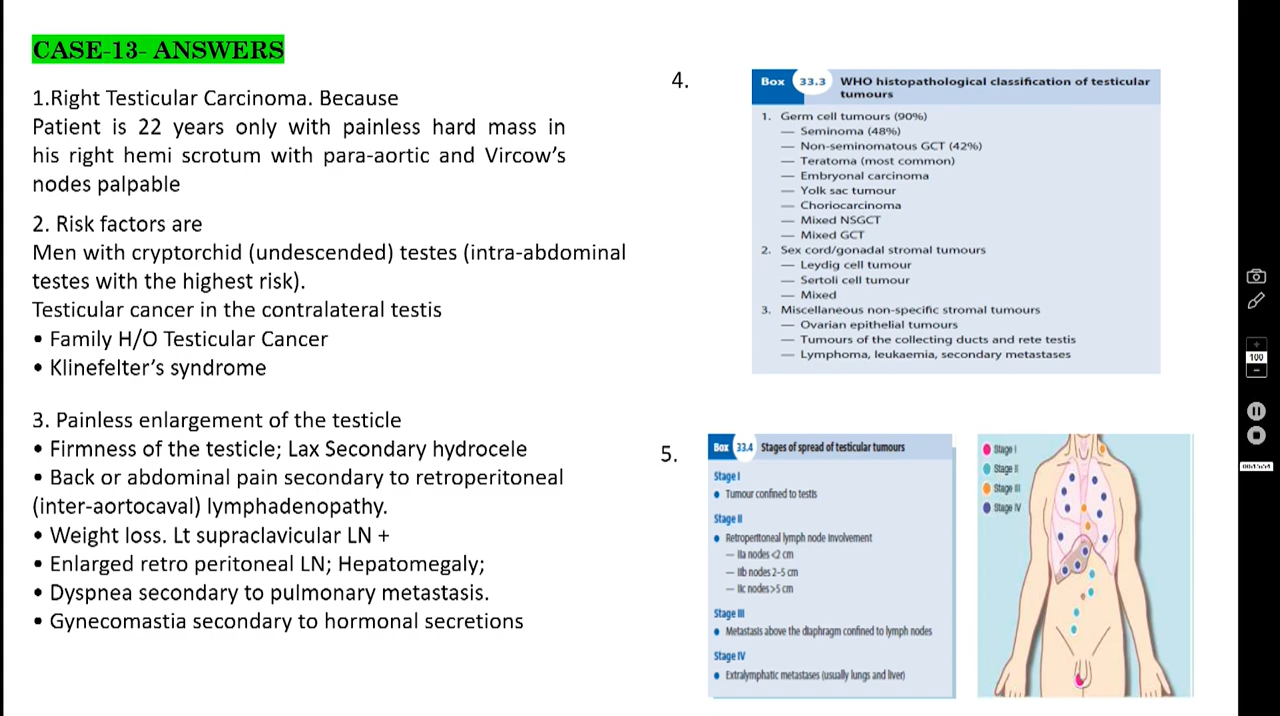 CASE-13- ANSWERS
1.Right Testicular Carcinoma. Because
Patient is 22 years only with painless hard mass in
his right hemi scrotum with para-aortic and Vircow's
nodes palpable
2. Risk factors are
Men with cryptorchid (undescended) testes (intra-abdominal
testes with the highest risk).
Testicular cancer in the contralateral testis
• Family H/O Testicular Cancer
• Klinefelter's syndrome
3. Painless enlargement of the testicle
• Firmness of the testicle; Lax Secondary hydrocele
• Back or abdominal pain secondary to retroperitoneal
(inter-aortocaval) lymphadenopathy.
• Weight loss. Lt supraclavicular LN +
• Enlarged retro peritoneal LN; Hepatomegaly;
• Dyspnea secondary to pulmonary metastasis.
• Gynecomastia secondary to hormonal secretions
4.
Box 33.3 WHO histopathological classification of testicular
tumours
1. Germ cell tumours (90%)
— Seminoma (48%)
— Non-seminomatous GCT (42%)
— Teratoma (most common)
— Embryonal carcinoma
— Yolk sac tumour
— Choriocarcinoma
— Mixed NSGCT
— Mixed GCT
2. Sex cord/gonadal stromal tumours
— Leydig cell tumour
— Sertoli cell tumour
— Mixed
3. Miscellaneous non-specific stromal tumours
— Ovarian epithelial tumours
— Tumours of the collecting ducts and rete testis
— Lymphoma, leukaemia, secondary metastases
5.
Box 33.4 Stages of spread of testicular tumours
Stage I
• Tumour confined to testis
Stage II
• Retroperitoneal lymph node involvement
— IIa nodes <2 cm
— IIb nodes 2–5 cm
— IIc nodes >5 cm
Stage III
• Metastasis above the diaphragm confined to lymph nodes
Stage IV
• Extralymphatic metastases (usually lungs and liver)
Stage I
Stage II
Stage III
Stage IV
100